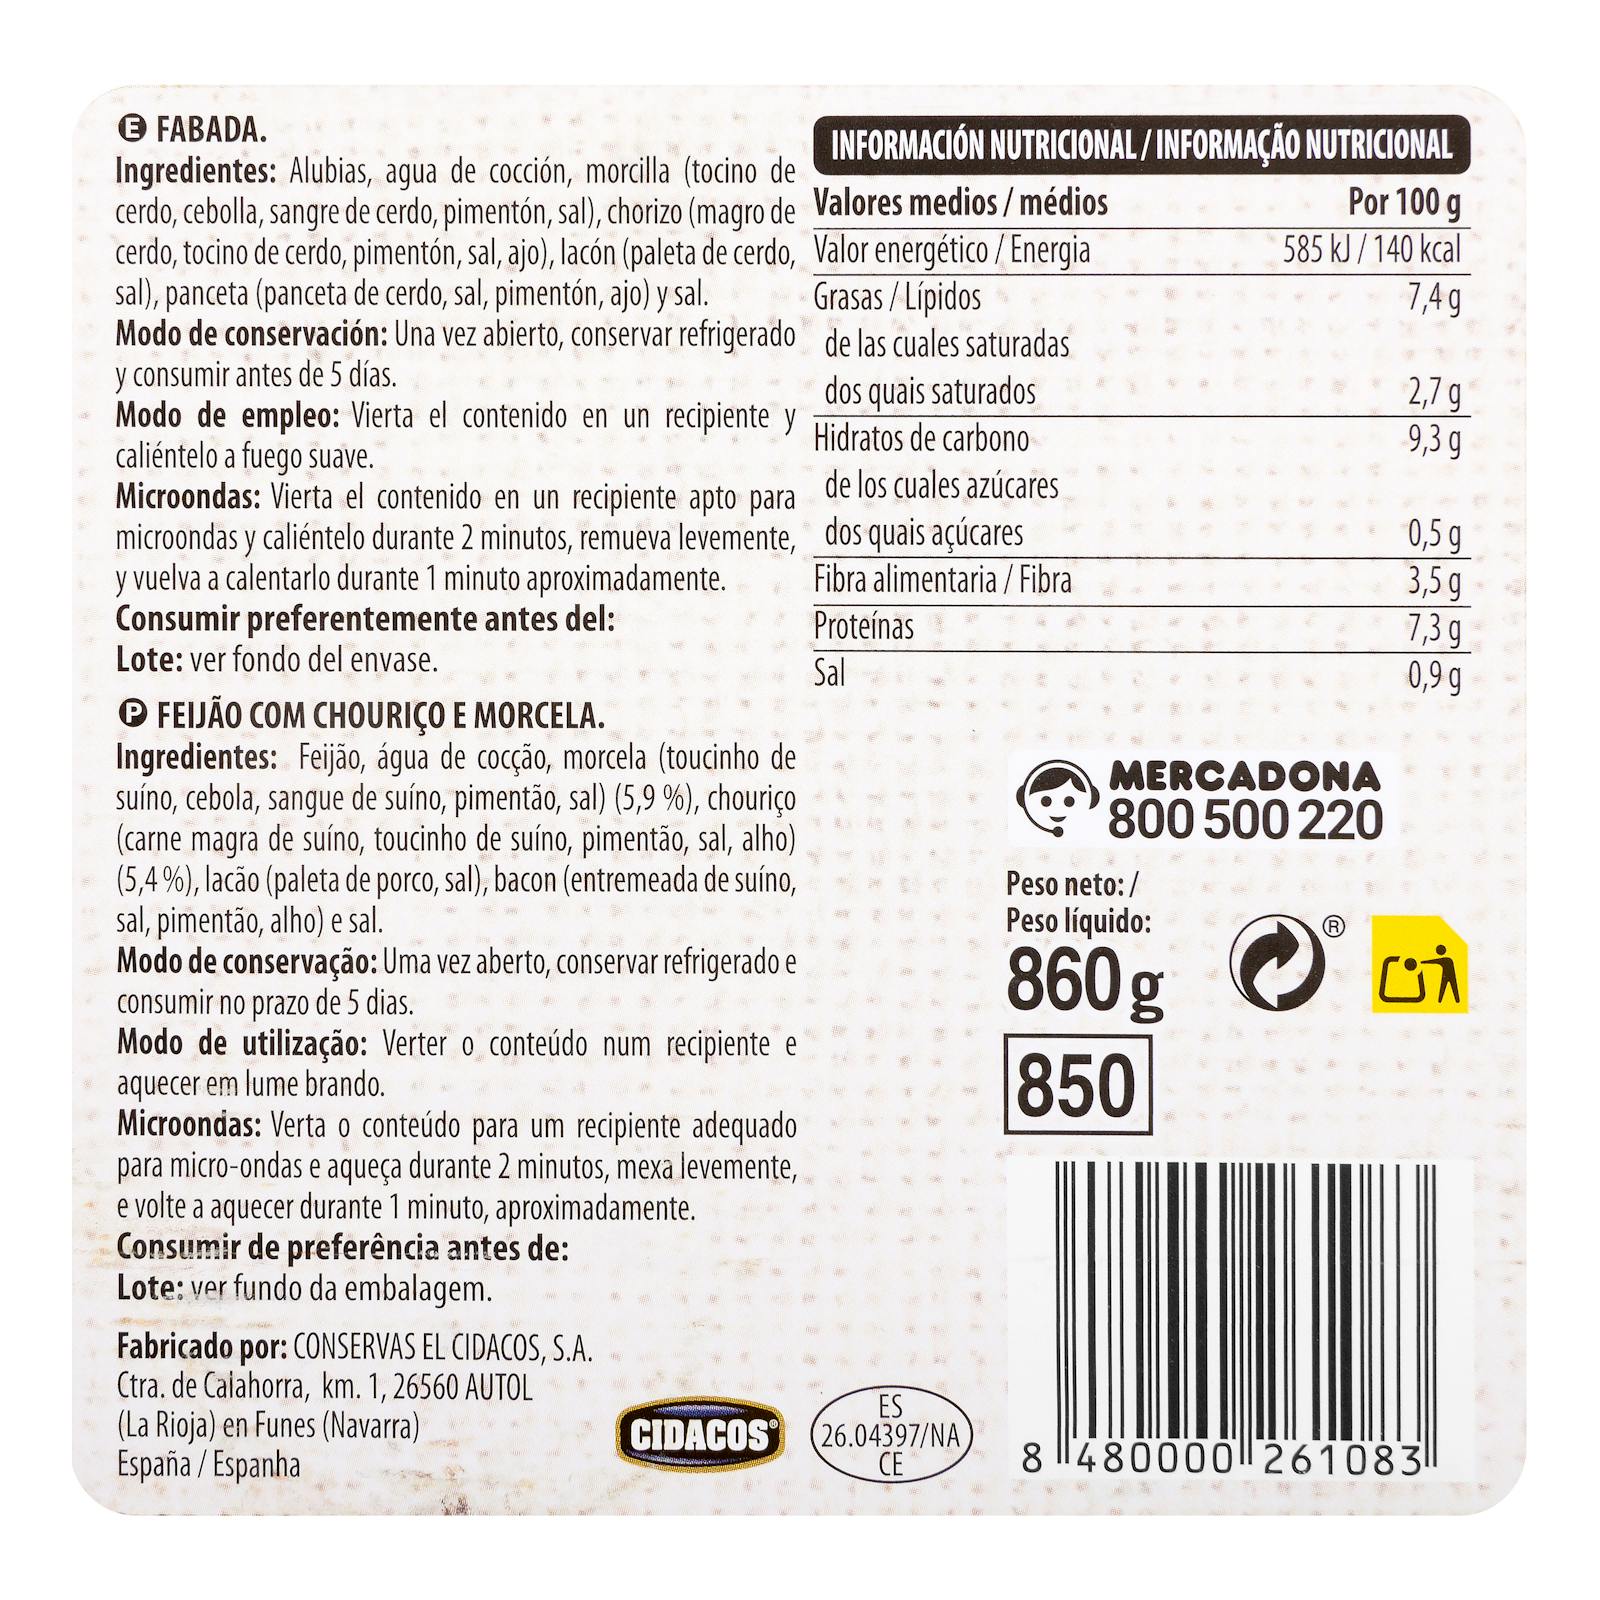 E FABADA.
Ingredientes: Alubias, agua de cocción, morcilla (tocino de
cerdo, cebolla, sangre de cerdo, pimentón, sal), chorizo (magro de
cerdo, tocino de cerdo, pimentón, sal, ajo), lacón (paleta de cerdo,
sal), panceta (panceta de cerdo, sal, pimentón, ajo) y sal.
Modo de conservación: Una vez abierto, conservar refrigerado
y consumir antes de 5 días.
Modo de empleo: Vierta el contenido en un recipiente y
caliéntelo a fuego suave.
Microondas: Vierta el contenido en un recipiente apto para
microondas y caliéntelo durante 2 minutos, remueva levemente,
y vuelva a calentarlo durante 1 minuto aproximadamente.
Consumir preferentemente antes del:
Lote: ver fondo del envase.
P FEIJÃO COM CHOURIÇO E MORCELA.
Ingredientes: Feijão, água de cocção, morcela (toucinho de
suíno, cebola, sangue de suíno, pimentão, sal) (5,9 %), chouriço
(carne magra de suíno, toucinho de suíno, pimentão, sal, alho)
(5,4 %), lacão (paleta de porco, sal), bacon (entremeada de suíno,
sal, pimentão, alho) e sal.
Modo de conservação: Uma vez aberto, conservar refrigerado e
consumir no prazo de 5 dias.
Modo de utilização: Verter o conteúdo num recipiente e
aquecer em lume brando.
Microondas: Verta o conteúdo para um recipiente adequado
para micro-ondas e aqueça durante 2 minutos, mexa levemente,
e volte a aquecer durante 1 minuto, aproximadamente.
Consumir de preferência antes de:
Lote: ver fundo da embalagem.
Fabricado por: CONSERVAS EL CIDACOS, S.A.
Ctra. de Calahorra, km. 1, 26560 AUTOL
(La Rioja) en Funes (Navarra)
España / Espanha
CIDACOS®
ES
26.04397/NA
CE
INFORMACIÓN NUTRICIONAL / INFORMAÇÃO NUTRICIONAL
Valores medios / médios Por 100 g
Valor energético / Energia 585 kJ / 140 kcal
Grasas / Lípidos 7,4 g
de las cuales saturadas
dos quais saturados 2,7 g
Hidratos de carbono 9,3 g
de los cuales azúcares
dos quais açúcares 0,5 g
Fibra alimentaria / Fibra 3,5 g
Proteínas 7,3 g
Sal 0,9 g
MERCADONA
800 500 220
Peso neto: /
Peso líquido:
860 g
®
850
8 480000 261083